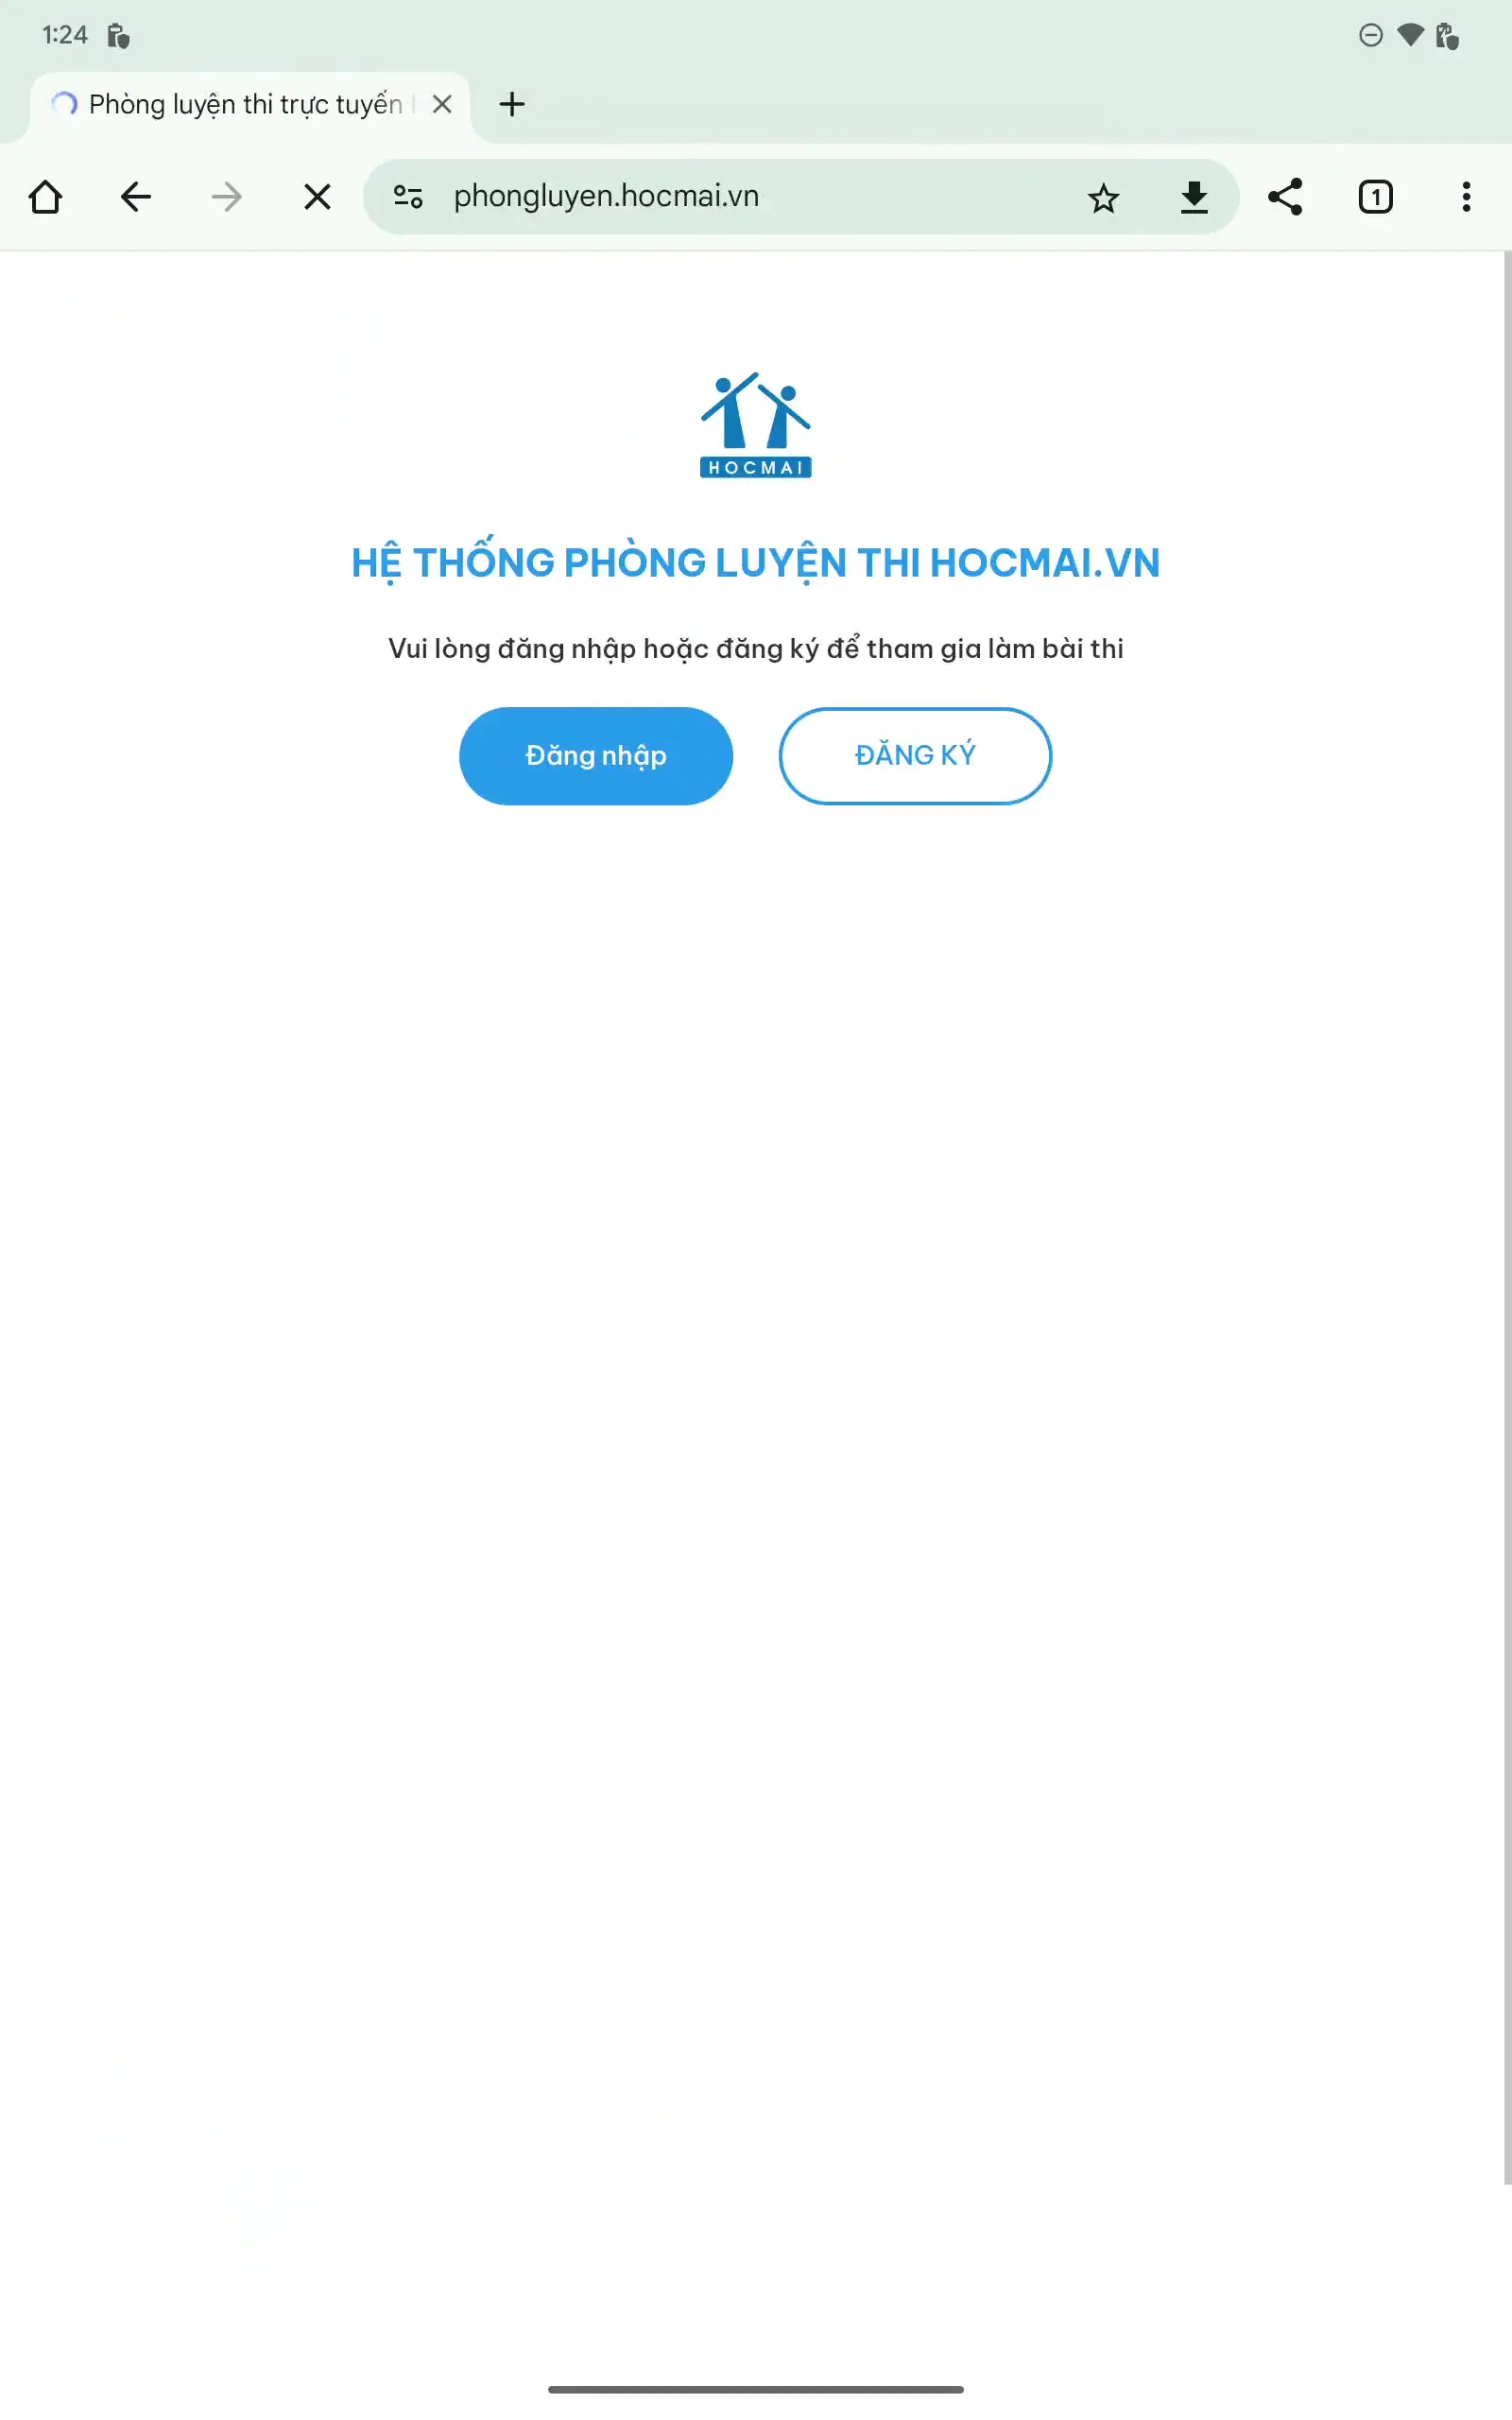 1:24
Phòng luyện thi trực tuyến
phongluyen.hocmai.vn
1
HOCMAI
HỆ THỐNG PHÒNG LUYỆN THI HOCMAI.VN
Vui lòng đăng nhập hoặc đăng ký để tham gia làm bài thi
Đăng nhập
ĐĂNG KÝ